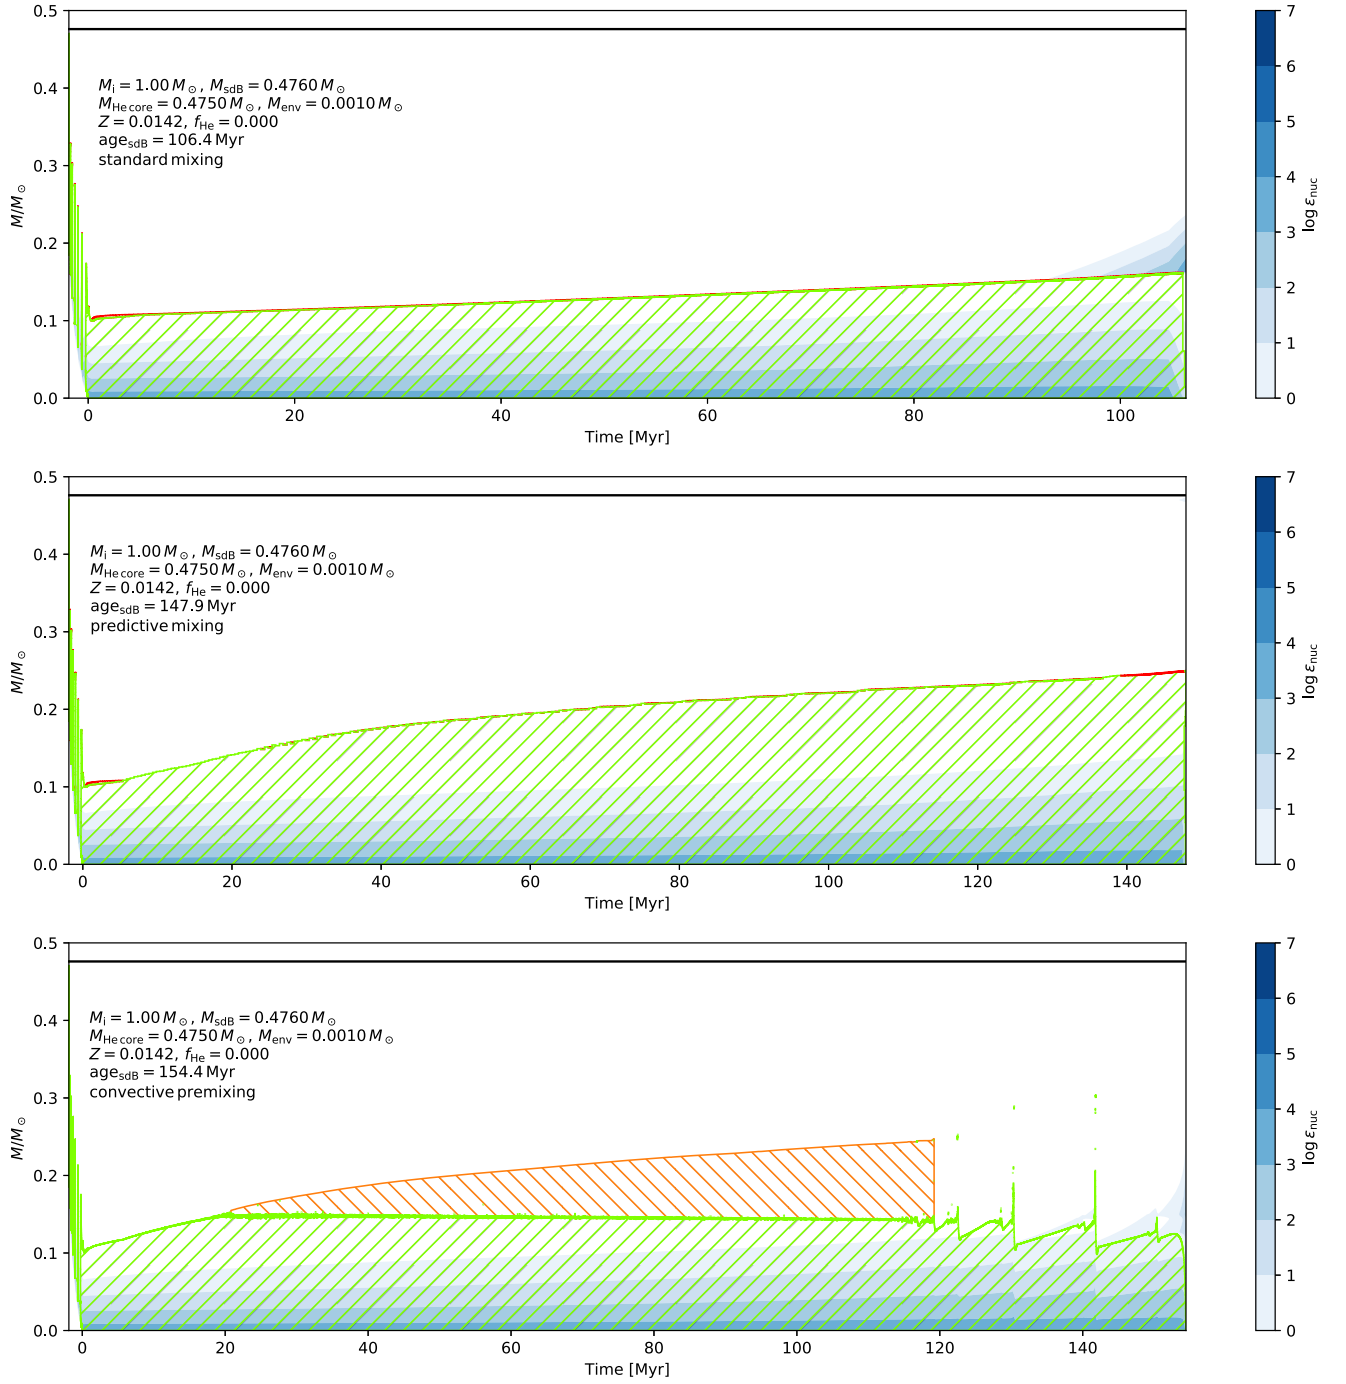 0.5
0.4
0.3
0.2
0.1
0.0
M/M⊙
M_i = 1.00 M⊙, M_sdB = 0.4760 M⊙
M_He core = 0.4750 M⊙, M_env = 0.0010 M⊙
Z = 0.0142, f_He = 0.000
age_sdB = 106.4 Myr
standard mixing
0 20 40 60 80 100
Time [Myr]
7
6
5
4
3
2
1
0
log ε_nuc
0.5
0.4
0.3
0.2
0.1
0.0
M/M⊙
M_i = 1.00 M⊙, M_sdB = 0.4760 M⊙
M_He core = 0.4750 M⊙, M_env = 0.0010 M⊙
Z = 0.0142, f_He = 0.000
age_sdB = 147.9 Myr
predictive mixing
0 20 40 60 80 100 120 140
Time [Myr]
7
6
5
4
3
2
1
0
log ε_nuc
0.5
0.4
0.3
0.2
0.1
0.0
M/M⊙
M_i = 1.00 M⊙, M_sdB = 0.4760 M⊙
M_He core = 0.4750 M⊙, M_env = 0.0010 M⊙
Z = 0.0142, f_He = 0.000
age_sdB = 154.4 Myr
convective premixing
0 20 40 60 80 100 120 140
Time [Myr]
7
6
5
4
3
2
1
0
log ε_nuc